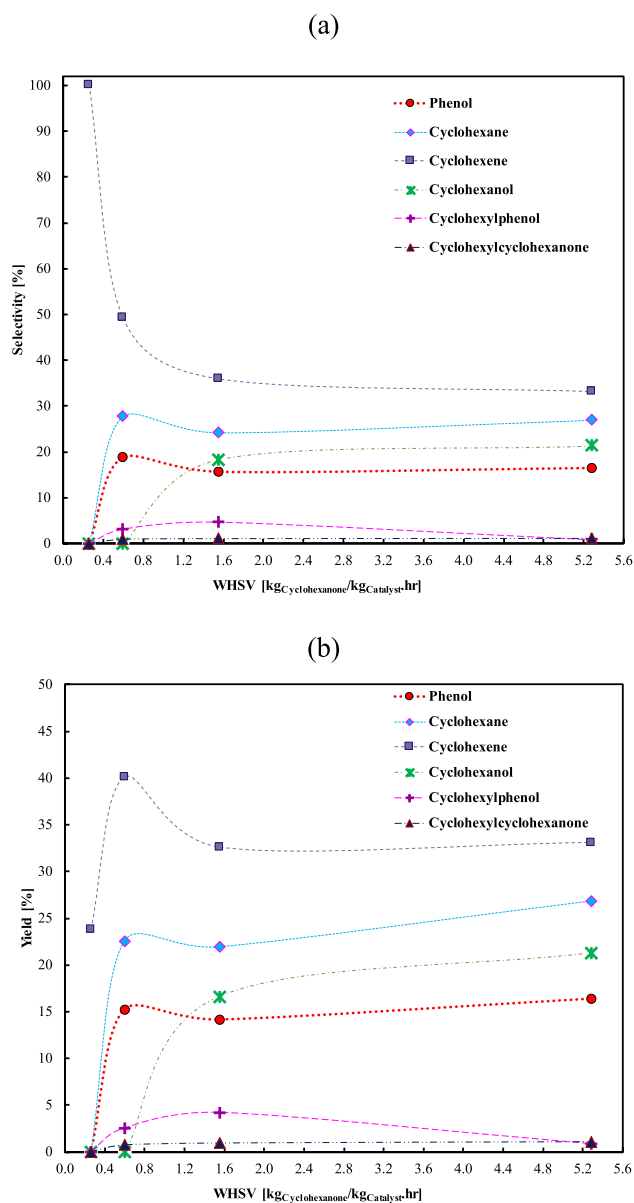 (a)
100
90
80
70
60
50
40
30
20
10
0
Selectivity [%]
Phenol
Cyclohexane
Cyclohexene
Cyclohexanol
Cyclohexylphenol
Cyclohexylcyclohexanone
0.0 0.4 0.8 1.2 1.6 2.0 2.4 2.8 3.2 3.6 4.0 4.4 4.8 5.2 5.6
WHSV [kgCyclohexanone/kgCatalyst.hr]
(b)
50
45
40
35
30
25
20
15
10
5
0
Yield [%]
Phenol
Cyclohexane
Cyclohexene
Cyclohexanol
Cyclohexylphenol
Cyclohexylcyclohexanone
0.0 0.4 0.8 1.2 1.6 2.0 2.4 2.8 3.2 3.6 4.0 4.4 4.8 5.2 5.6
WHSV [kgCyclohexanone/kgCatalyst.hr]